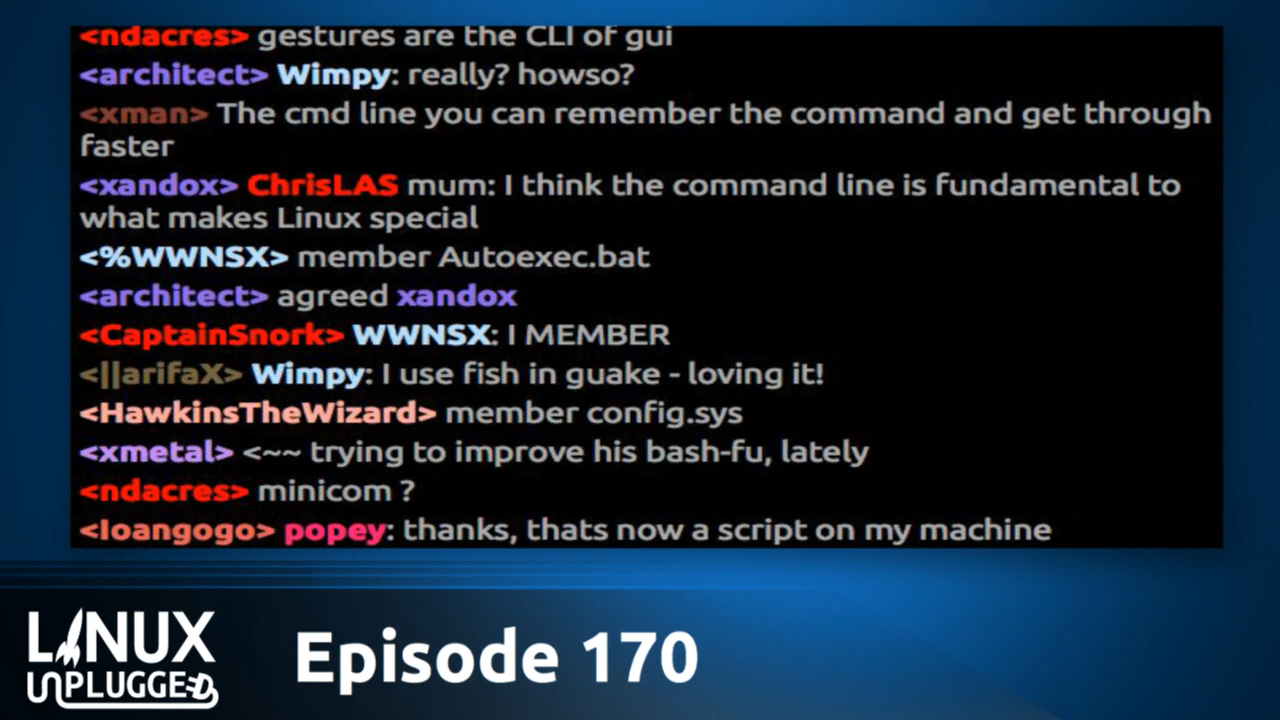 <ndacres> gestures are the CLI of gui
<architect> Wimpy: really? howso?
<xman> The cmd line you can remember the command and get through
faster
<xandox> ChrisLAS mum: I think the command line is fundamental to
what makes Linux special
<%WWNSX> member Autoexec.bat
<architect> agreed xandox
<CaptainSnork> WWNSX: I MEMBER
<||arifaX> Wimpy: I use fish in guake - loving it!
<HawkinsTheWizard> member config.sys
<xmetal> <~~ trying to improve his bash-fu, lately
<ndacres> minicom ?
<loangogo> popey: thanks, thats now a script on my machine
LINUX
UNPLUGGED
Episode 170